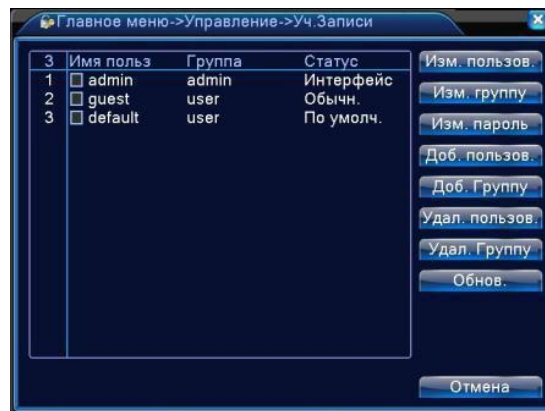 Главное меню->Управление->Уч.Записи
3 Имя польз Группа Статус
1 admin admin Интерфейс
2 guest user Обычн.
3 default user По умолч.
Изм. пользов.
Изм. группу
Изм. пароль
Доб. пользов.
Доб. Группу
Удал. пользов.
Удал. Группу
Обнов.
Отмена